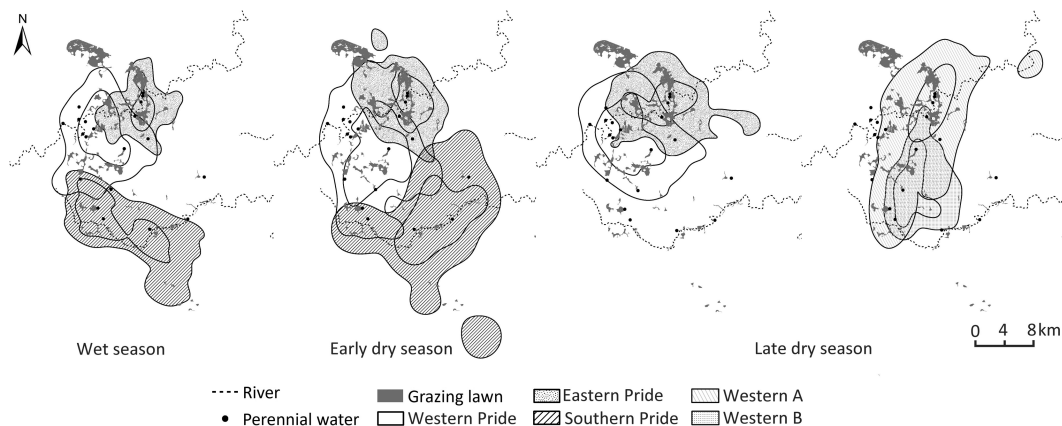 N
Wet season
Early dry season
Late dry season
0 4 8 km
River
Grazing lawn
Eastern Pride
Western A
Perennial water
Western Pride
Southern Pride
Western B